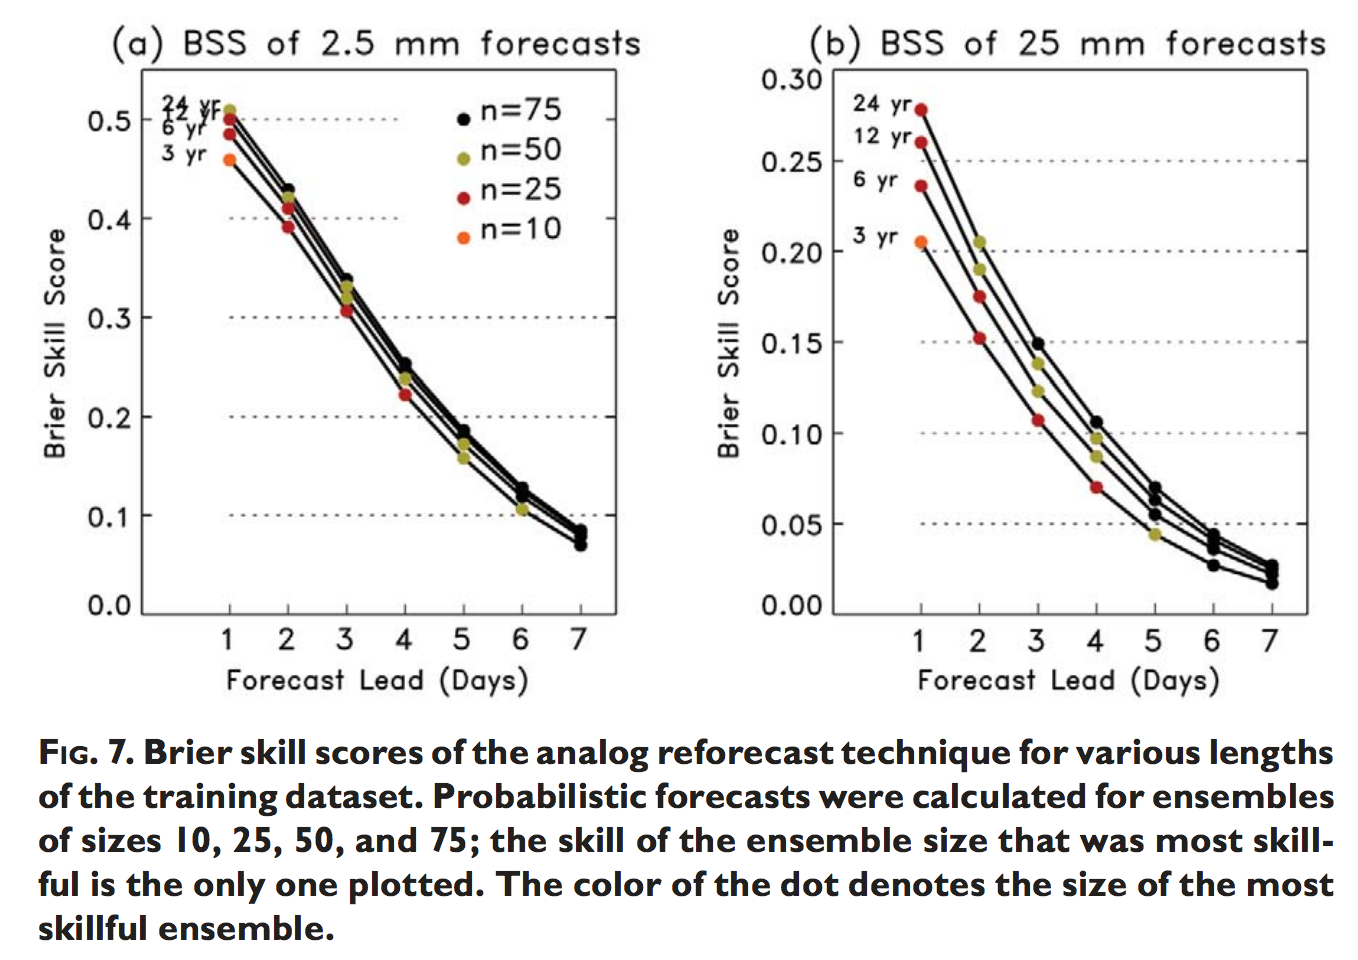 (a) BSS of 2.5 mm forecasts
24 yr
12 yr
6 yr
3 yr
n=75
n=50
n=25
n=10
0.5
0.4
0.3
0.2
0.1
0.0
Brier Skill Score
1 2 3 4 5 6 7
Forecast Lead (Days)
(b) BSS of 25 mm forecasts
24 yr
12 yr
6 yr
3 yr
0.30
0.25
0.20
0.15
0.10
0.05
0.00
Brier Skill Score
1 2 3 4 5 6 7
Forecast Lead (Days)
FIG. 7. Brier skill scores of the analog reforecast technique for various lengths
of the training dataset. Probabilistic forecasts were calculated for ensembles
of sizes 10, 25, 50, and 75; the skill of the ensemble size that was most skill-
ful is the only one plotted. The color of the dot denotes the size of the most
skillful ensemble.